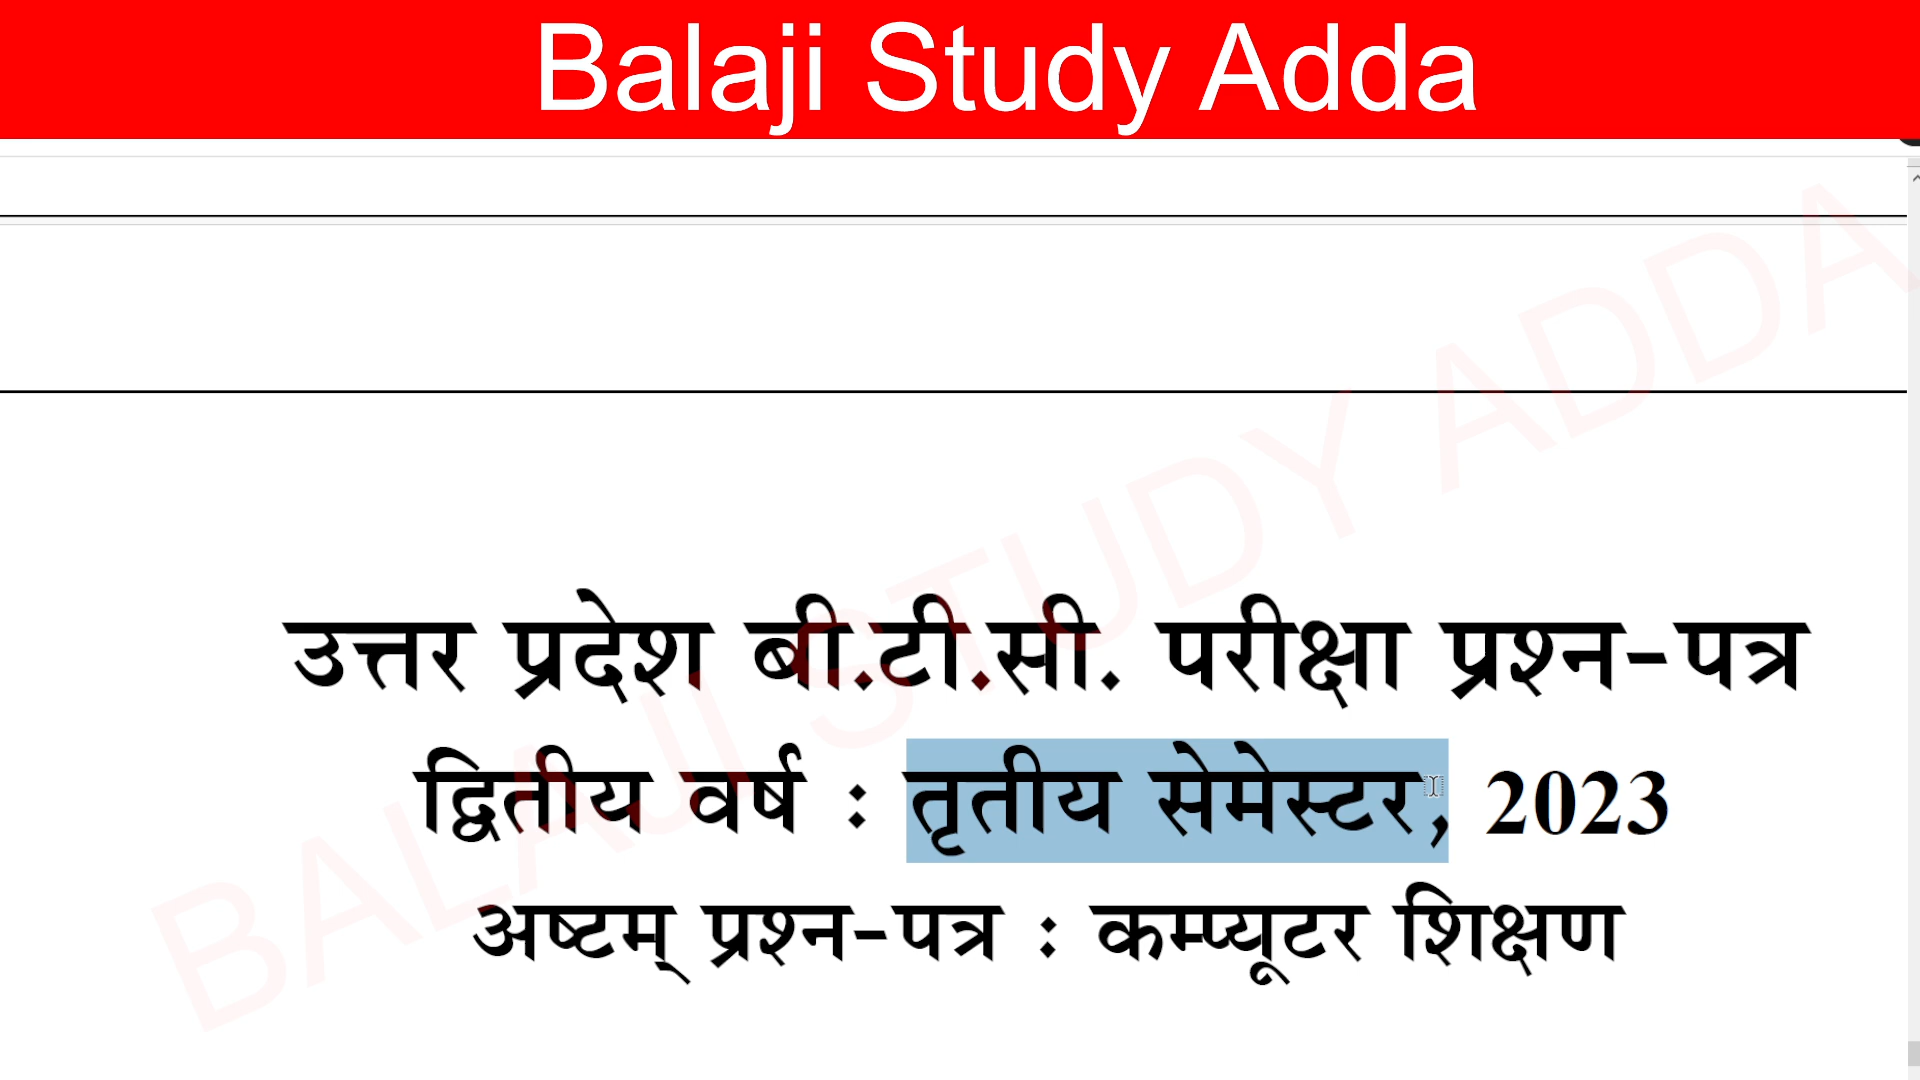 Balaji Study Adda
BALAJI STUDY ADDA
उत्तर प्रदेश बी.टी.सी. परीक्षा प्रश्न-पत्र
द्वितीय वर्ष : तृतीय सेमेस्टर, 2023
अष्टम् प्रश्न-पत्र : कम्प्यूटर शिक्षण